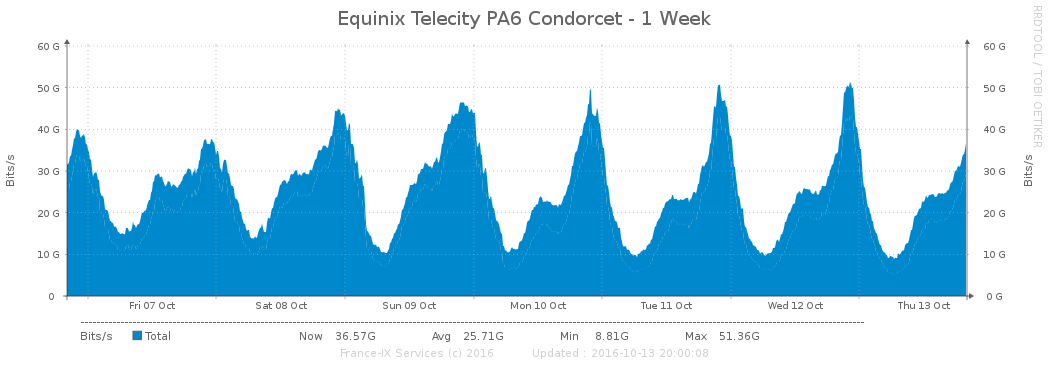 Equinix Telecity PA6 Condorcet - 1 Week
RRDTOOL / TOBI OETIKER
Bits/s
60 G
50 G
40 G
30 G
20 G
10 G
0
60 G
50 G
40 G
30 G
20 G
10 G
0 G
Bits/s
Fri 07 Oct Sat 08 Oct Sun 09 Oct Mon 10 Oct Tue 11 Oct Wed 12 Oct Thu 13 Oct
Bits/s Total Now 36.57G Avg 25.71G Min 8.81G Max 51.36G
France-IX Services (c) 2016 Updated : 2016-10-13 20:00:08